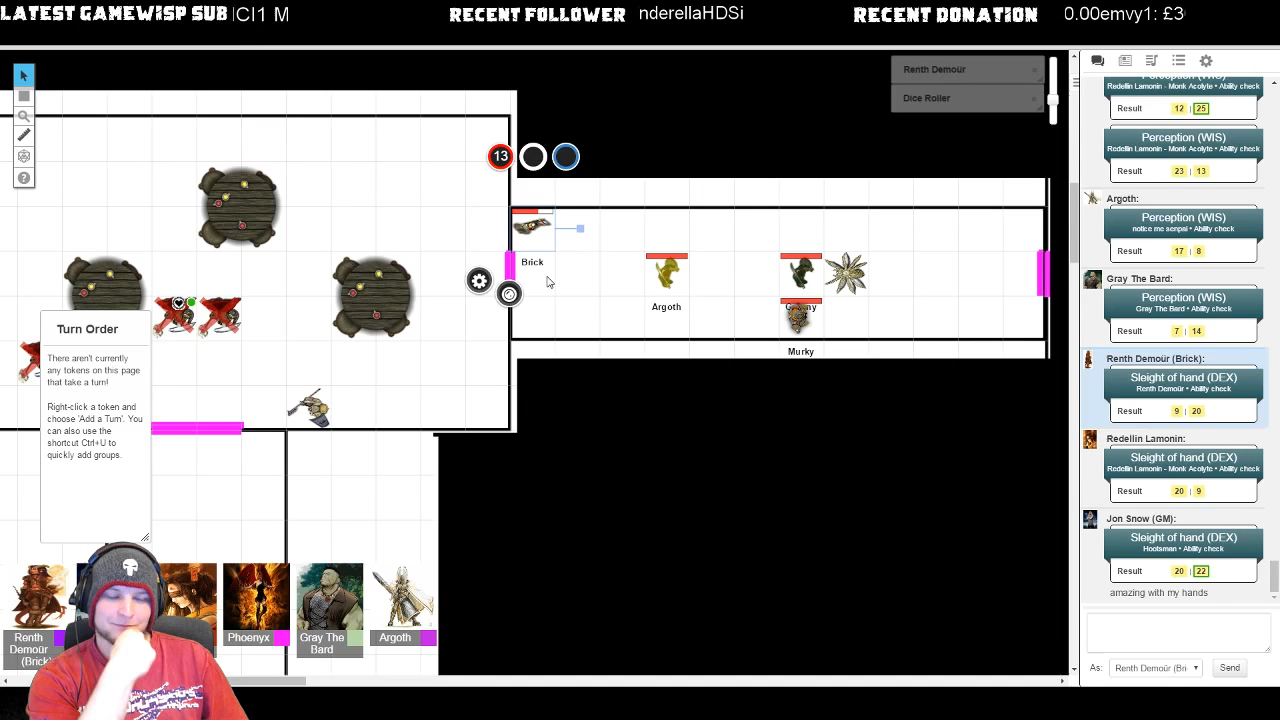 LATEST GAMEWISP SUB
ICI1 M
RECENT FOLLOWER
nderellaHDSi
RECENT DONATION
0.00emvy1: £3
Renth Demoür
Dice Roller
13
Brick
Argoth
Murky
Turn Order
There aren't currently
any tokens on this page
that take a turn!
Right-click a token and
choose 'Add a Turn'. You
can also use the
shortcut Ctrl+U to
quickly add groups.
Renth
Demoür
(Brick)
Phoenyx
Gray The
Bard
Argoth
Perception (WIS)
Redellin Lamonin - Monk Acolyte • Ability check
Result 12 | 25
Perception (WIS)
Redellin Lamonin - Monk Acolyte • Ability check
Result 23 | 13
Argoth:
Perception (WIS)
notice me senpai • Ability check
Result 17 | 8
Gray The Bard:
Perception (WIS)
Gray The Bard • Ability check
Result 7 | 14
Renth Demoür (Brick):
Sleight of hand (DEX)
Renth Demoür • Ability check
Result 9 | 20
Redellin Lamonin:
Sleight of hand (DEX)
Redellin Lamonin - Monk Acolyte • Ability check
Result 20 | 9
Jon Snow (GM):
Sleight of hand (DEX)
Hootsman • Ability check
Result 20 | 22
amazing with my hands
As: Renth Demoür (Bri
Send